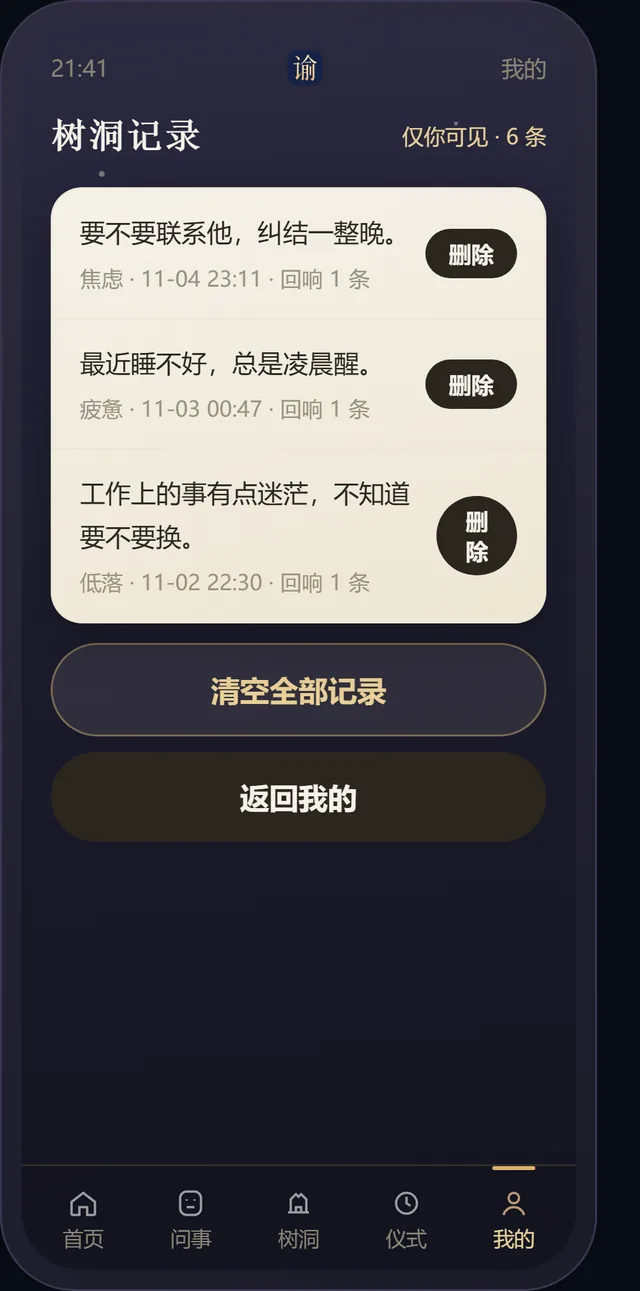 21:41
谕
我的
树洞记录
仅你可见 · 6 条
要不要联系他，纠结一整晚。
焦虑 · 11-04 23:11 · 回响 1 条
删除
最近睡不好，总是凌晨醒。
疲惫 · 11-03 00:47 · 回响 1 条
删除
工作上的事有点迷茫，不知道
要不要换。
低落 · 11-02 22:30 · 回响 1 条
删
除
清空全部记录
返回我的
首页
问事
树洞
仪式
我的